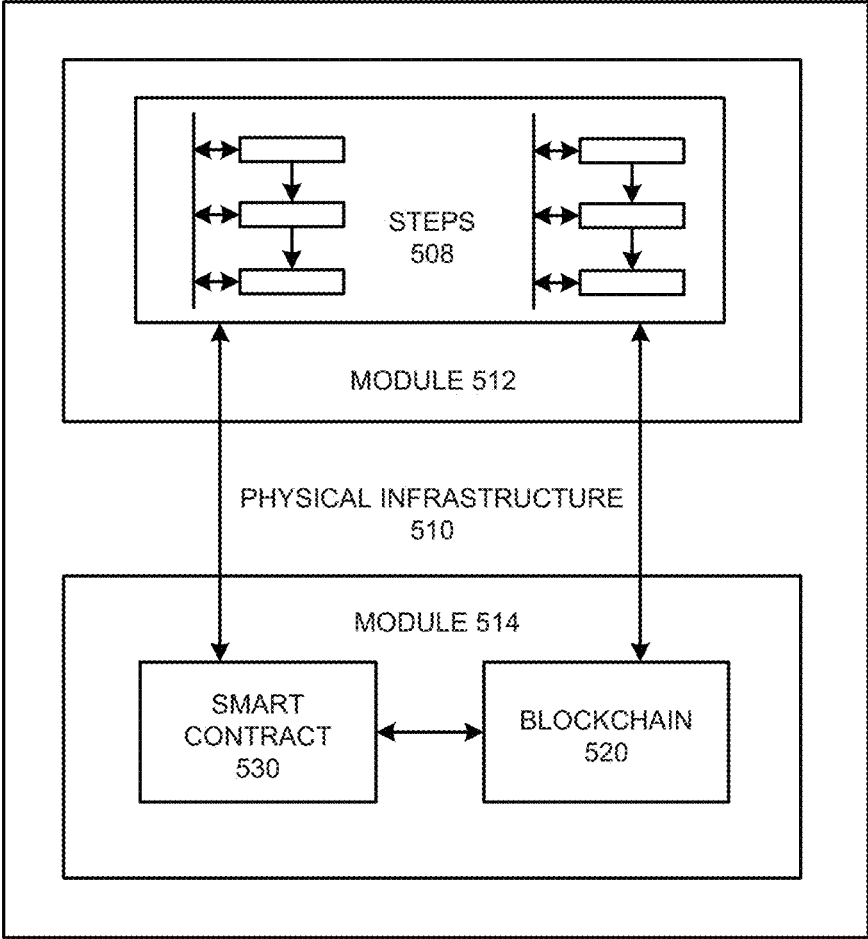 STEPS
508
MODULE 512
PHYSICAL INFRASTRUCTURE
510
MODULE 514
SMART
CONTRACT
530
BLOCKCHAIN
520